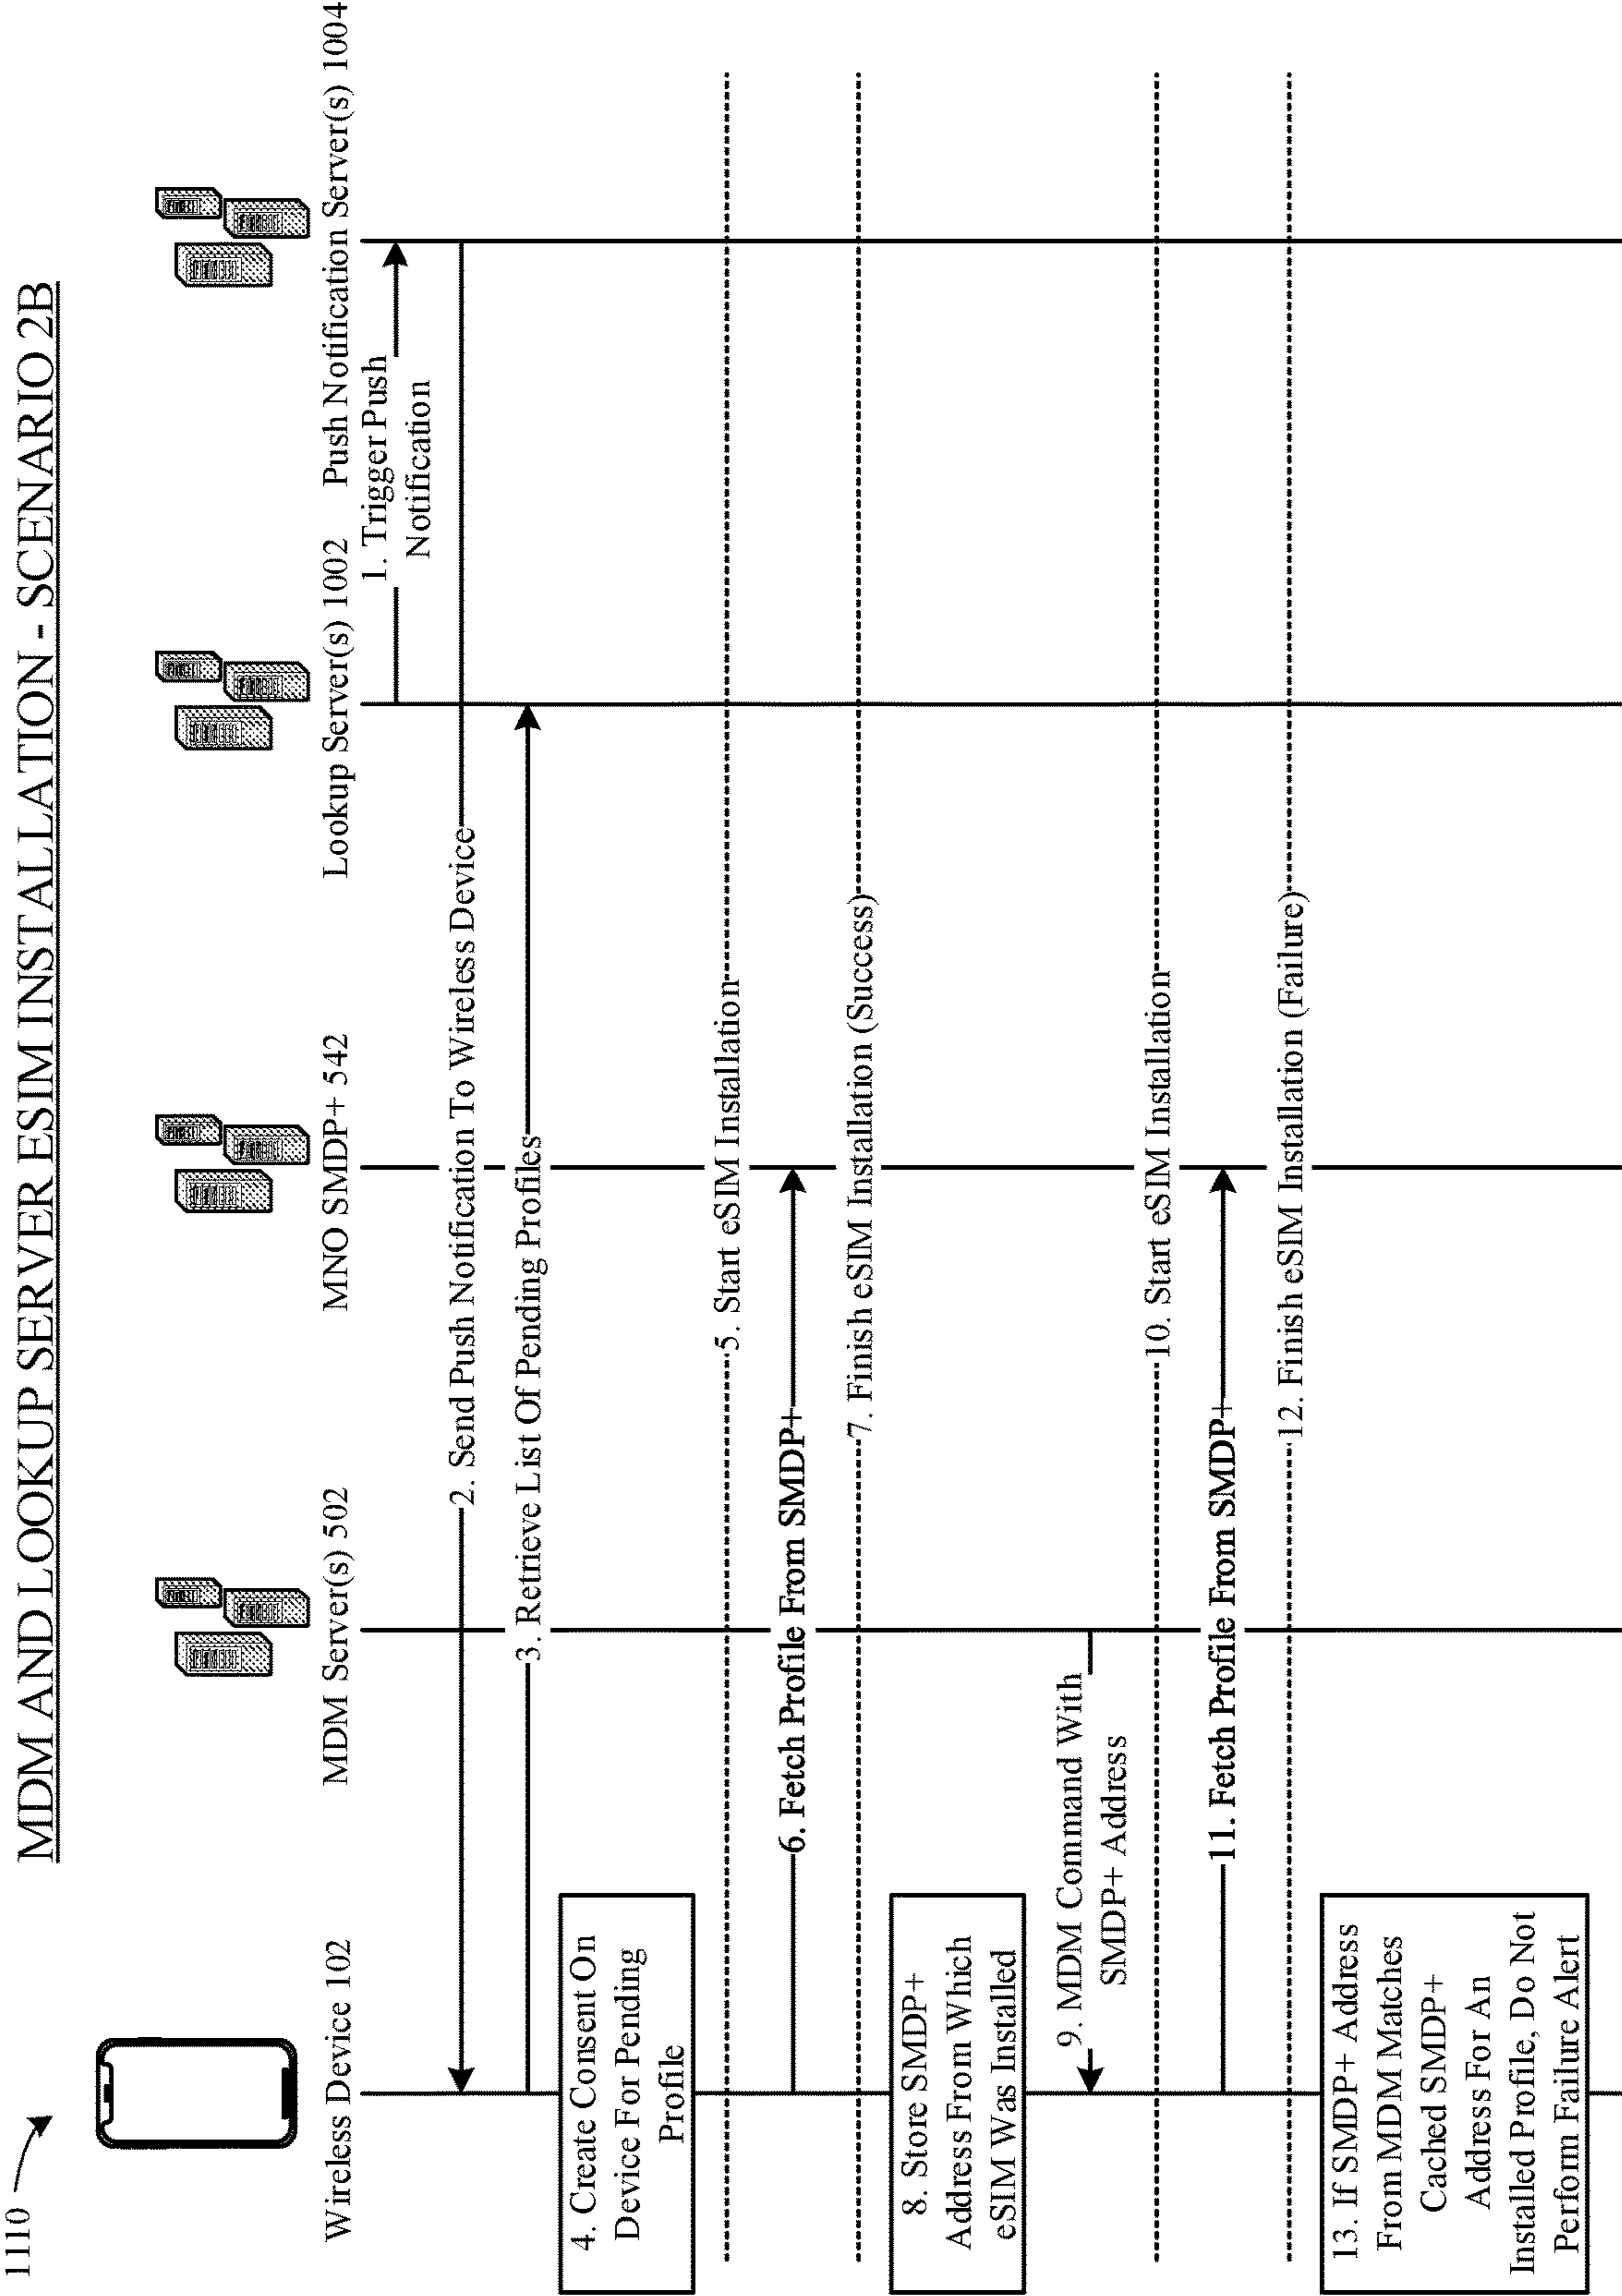 1110
MDM AND LOOKUP SERVER ESIM INSTALLATION - SCENARIO 2B
Wireless Device 102
MDM Server(s) 502
MNO SMDP+ 542
Lookup Server(s) 1002
Push Notification Server(s) 1004
1. Trigger Push
Notification
2. Send Push Notification To Wireless Device
3. Retrieve List Of Pending Profiles
4. Create Consent On
Device For Pending
Profile
5. Start eSIM Installation
6. Fetch Profile From SMDP+
7. Finish eSIM Installation (Success)
8. Store SMDP+
Address From Which
eSIM Was Installed
9. MDM Command With
SMDP+ Address
10. Start eSIM Installation
11. Fetch Profile From SMDP+
12. Finish eSIM Installation (Failure)
13. If SMDP+ Address
From MDM Matches
Cached SMDP+
Address For An
Installed Profile, Do Not
Perform Failure Alert